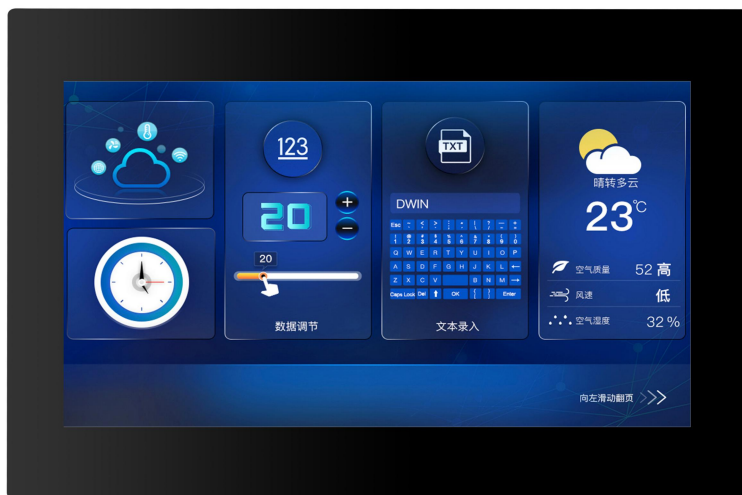 123
20
+
−
20
数据调节
TXT
DWIN
Q W E R T Y U I O P
A S D F G H J K L ←
Z X C V B N M →
Caps Lock Del OK Enter
文本录入
晴转多云
23℃
空气质量 52 高
风速 低
空气湿度 32 %
向左滑动翻页